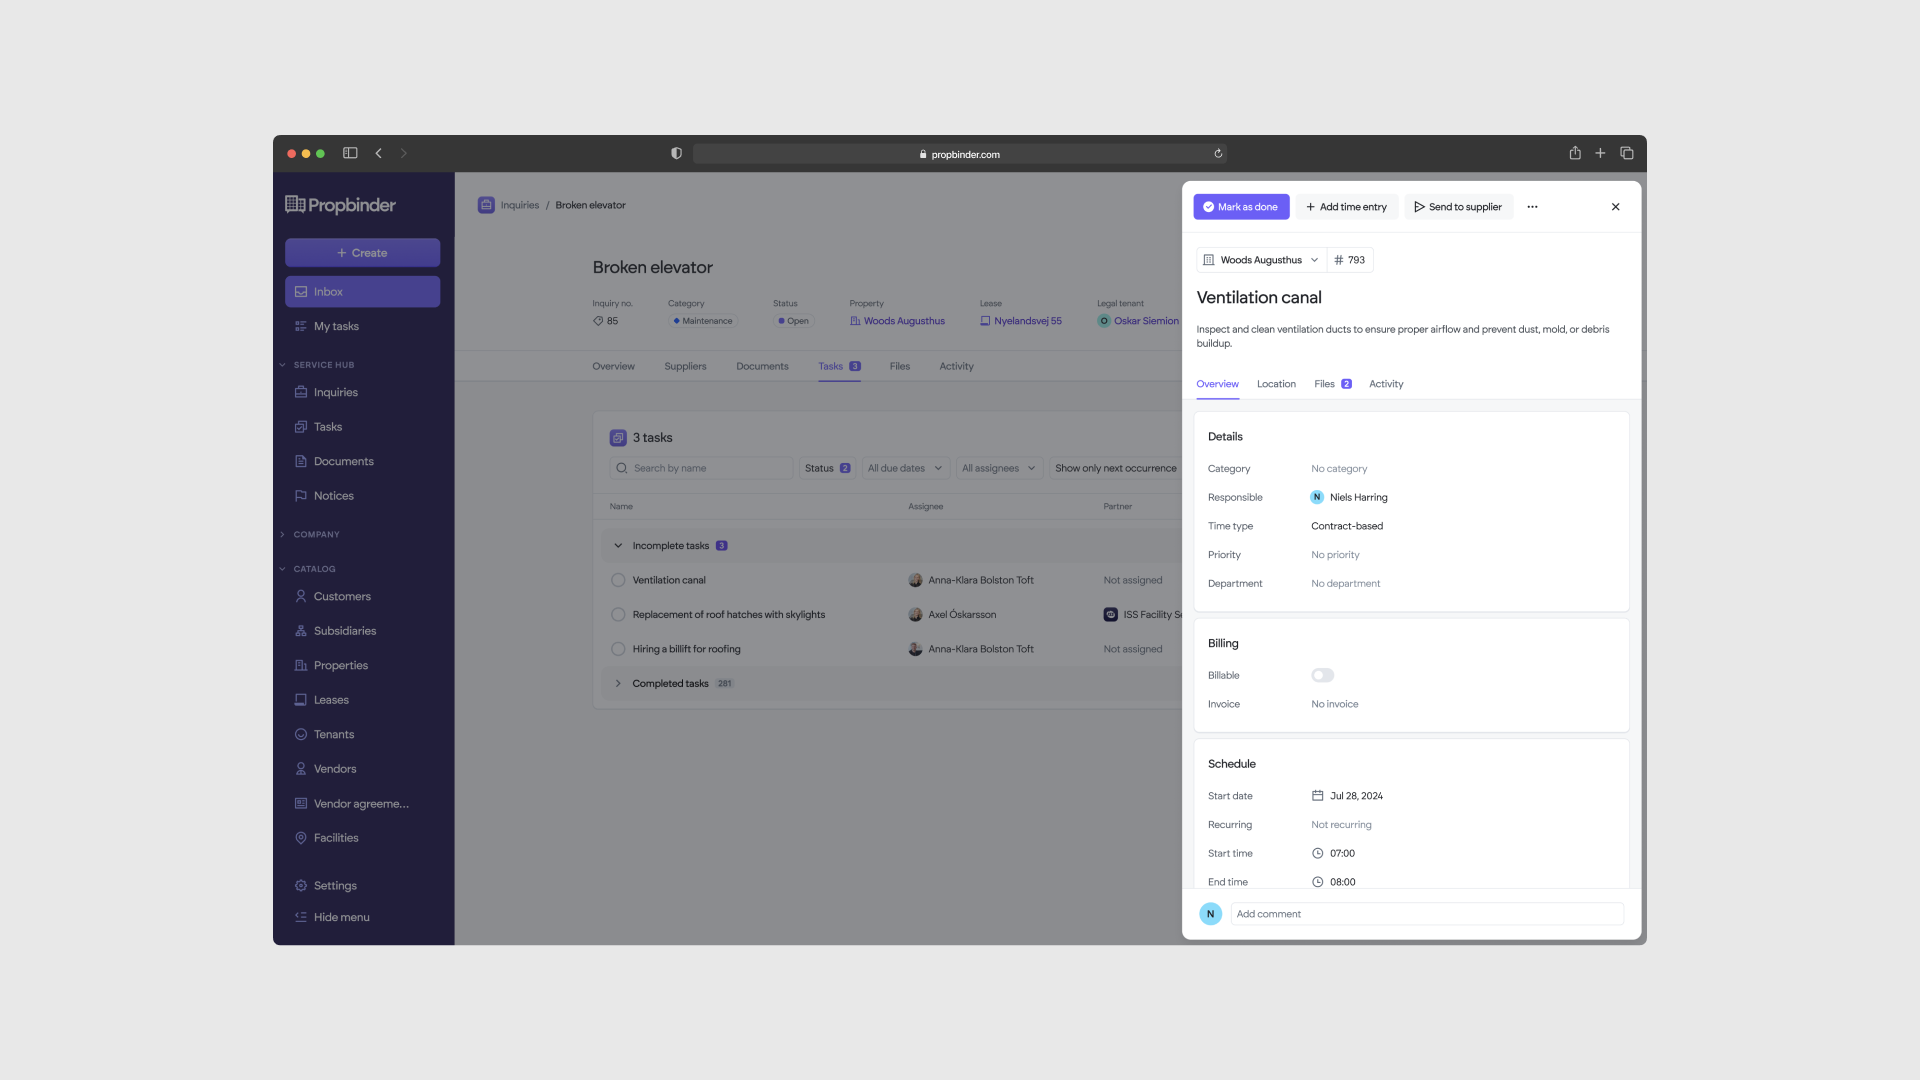 propbinder.com
Propbinder
Create
Inbox
My tasks
SERVICE HUB
Inquiries
Tasks
Documents
Notices
COMPANY
CATALOG
Customers
Subsidiaries
Properties
Leases
Tenants
Vendors
Vendor agreeme...
Facilities
Settings
Hide menu
Inquiries / Broken elevator
Broken elevator
Inquiry no. Category Status Property Lease Legal tenant
85 Maintenance Open Woods Augusthus Nyelandsvej 55 O Oskar Siemion
Overview Suppliers Documents Tasks 3 Files Activity
3 tasks
Search by name Status 2 All due dates All assignees Show only next occurrence
Name Assignee Partner
Incomplete tasks 3
Ventilation canal Anna-Klara Bolston Toft Not assigned
Replacement of roof hatches with skylights Axel Óskarsson ISS Facility Se
Hiring a billift for roofing Anna-Klara Bolston Toft Not assigned
Completed tasks 281
Mark as done Add time entry Send to supplier
Woods Augusthus # 793
Ventilation canal
Inspect and clean ventilation ducts to ensure proper airflow and prevent dust, mold, or debris
buildup.
Overview Location Files 2 Activity
Details
Category No category
Responsible N Niels Harring
Time type Contract-based
Priority No priority
Department No department
Billing
Billable
Invoice No invoice
Schedule
Start date Jul 28, 2024
Recurring Not recurring
Start time 07:00
End time 08:00
N Add comment